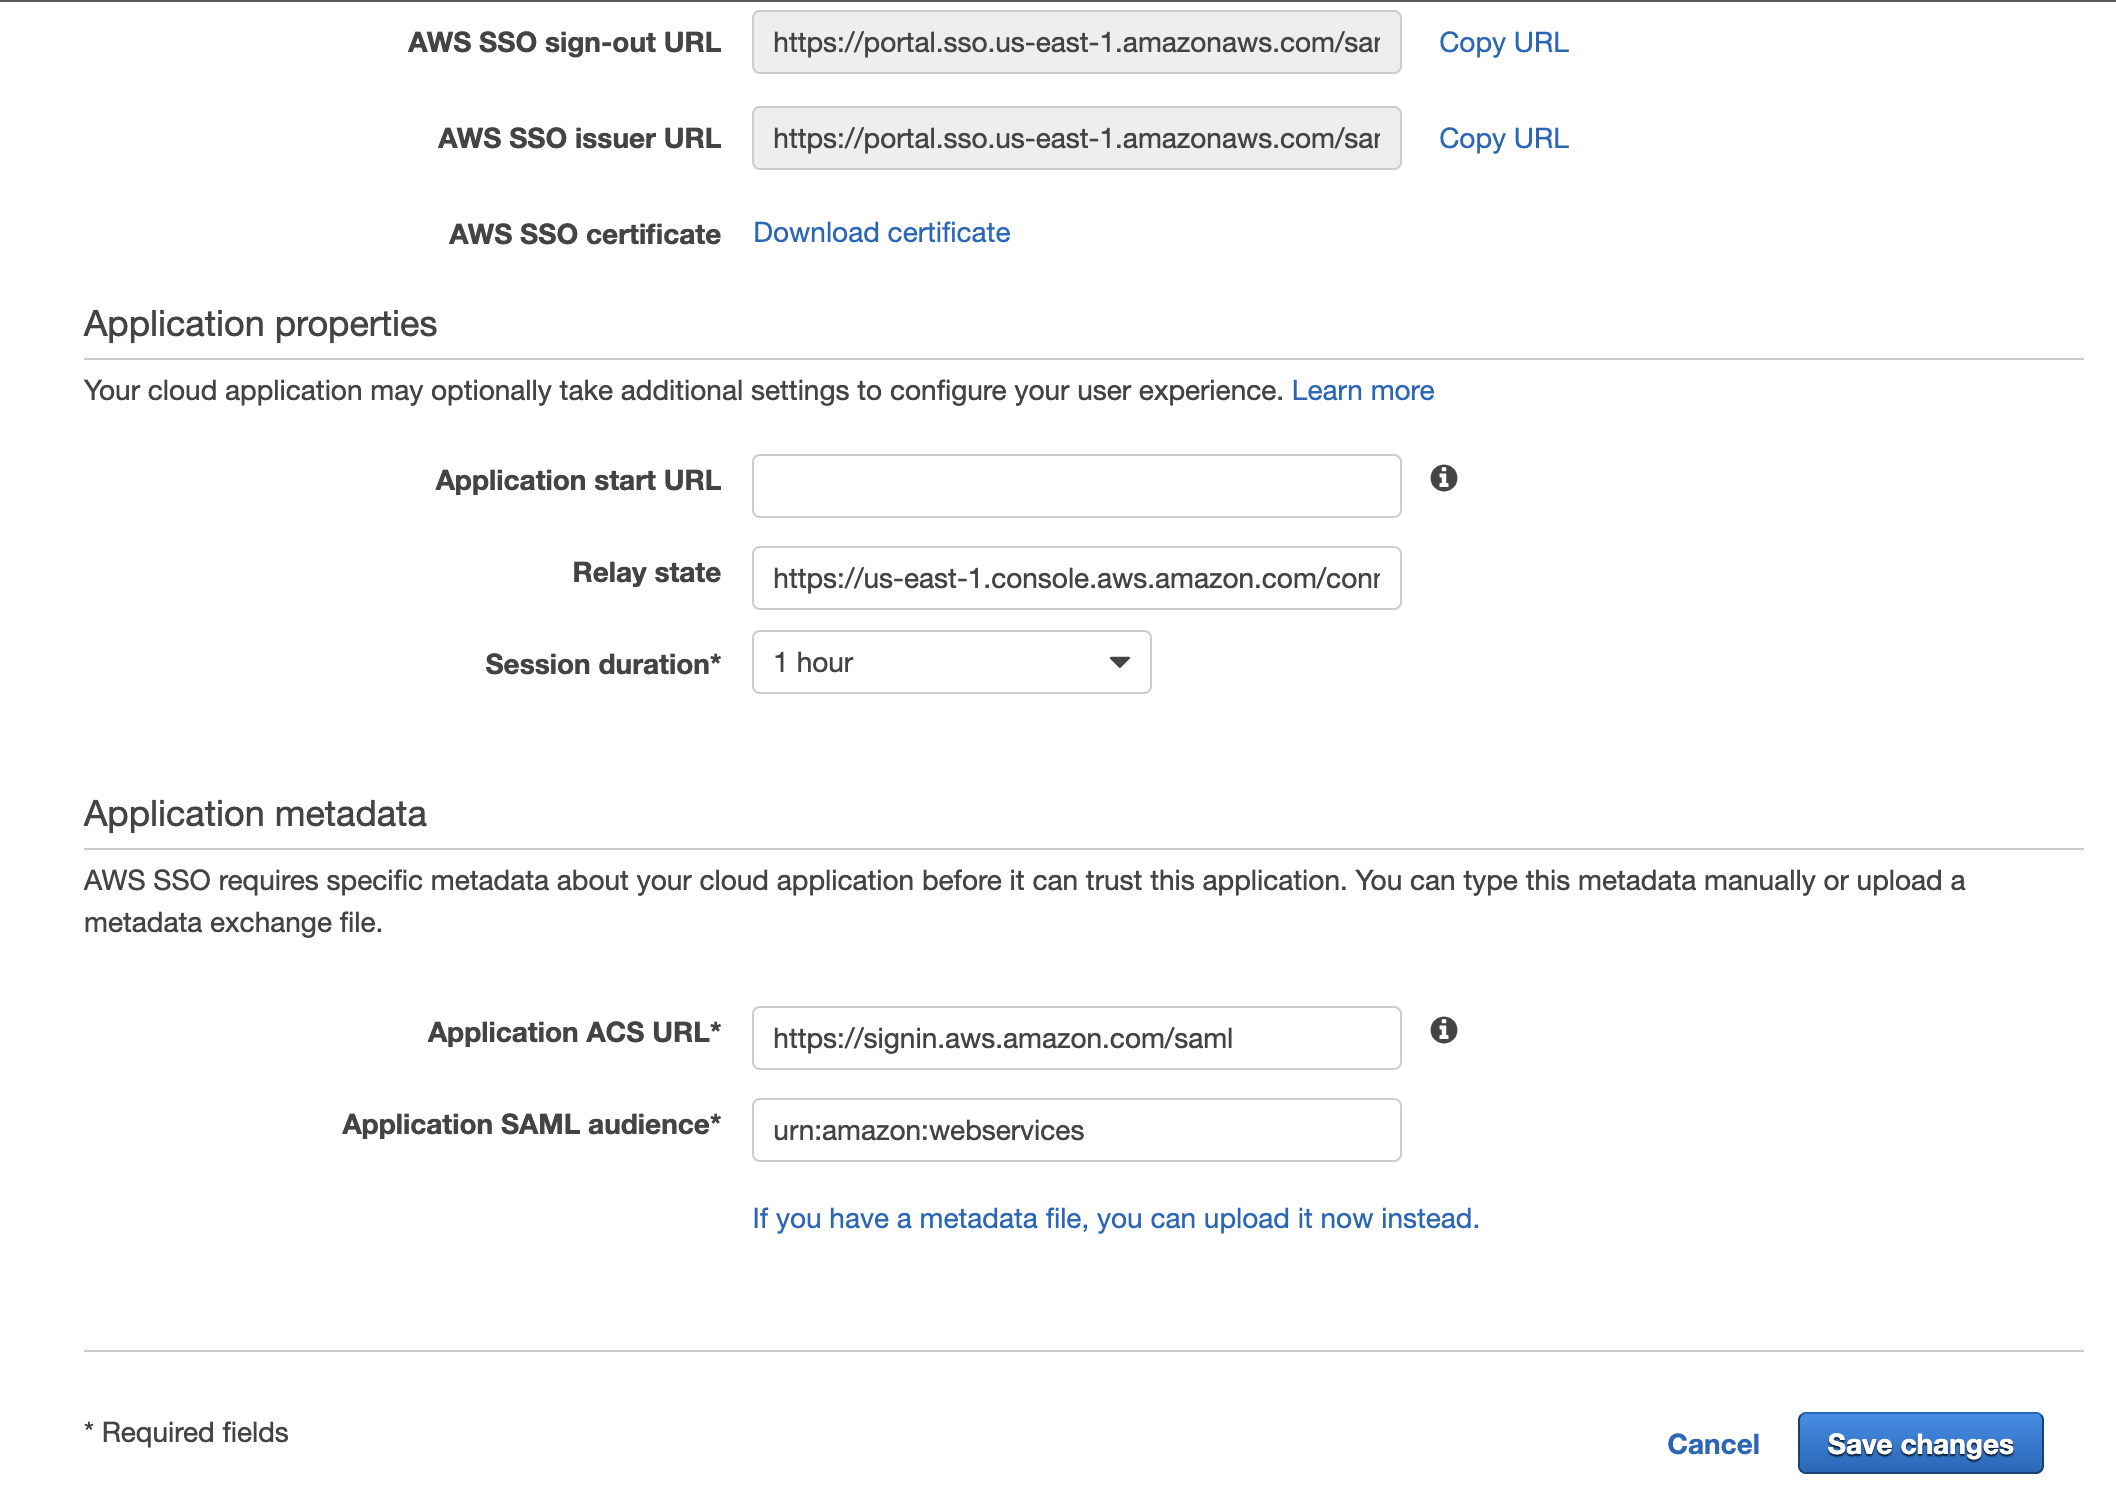 AWS SSO sign-out URL https://portal.sso.us-east-1.amazonaws.com/sar Copy URL
AWS SSO issuer URL https://portal.sso.us-east-1.amazonaws.com/sar Copy URL
AWS SSO certificate Download certificate
Application properties
Your cloud application may optionally take additional settings to configure your user experience. Learn more
Application start URL
Relay state https://us-east-1.console.aws.amazon.com/conr
Session duration* 1 hour
Application metadata
AWS SSO requires specific metadata about your cloud application before it can trust this application. You can type this metadata manually or upload a
metadata exchange file.
Application ACS URL* https://signin.aws.amazon.com/saml
Application SAML audience* urn:amazon:webservices
If you have a metadata file, you can upload it now instead.
* Required fields
Cancel Save changes